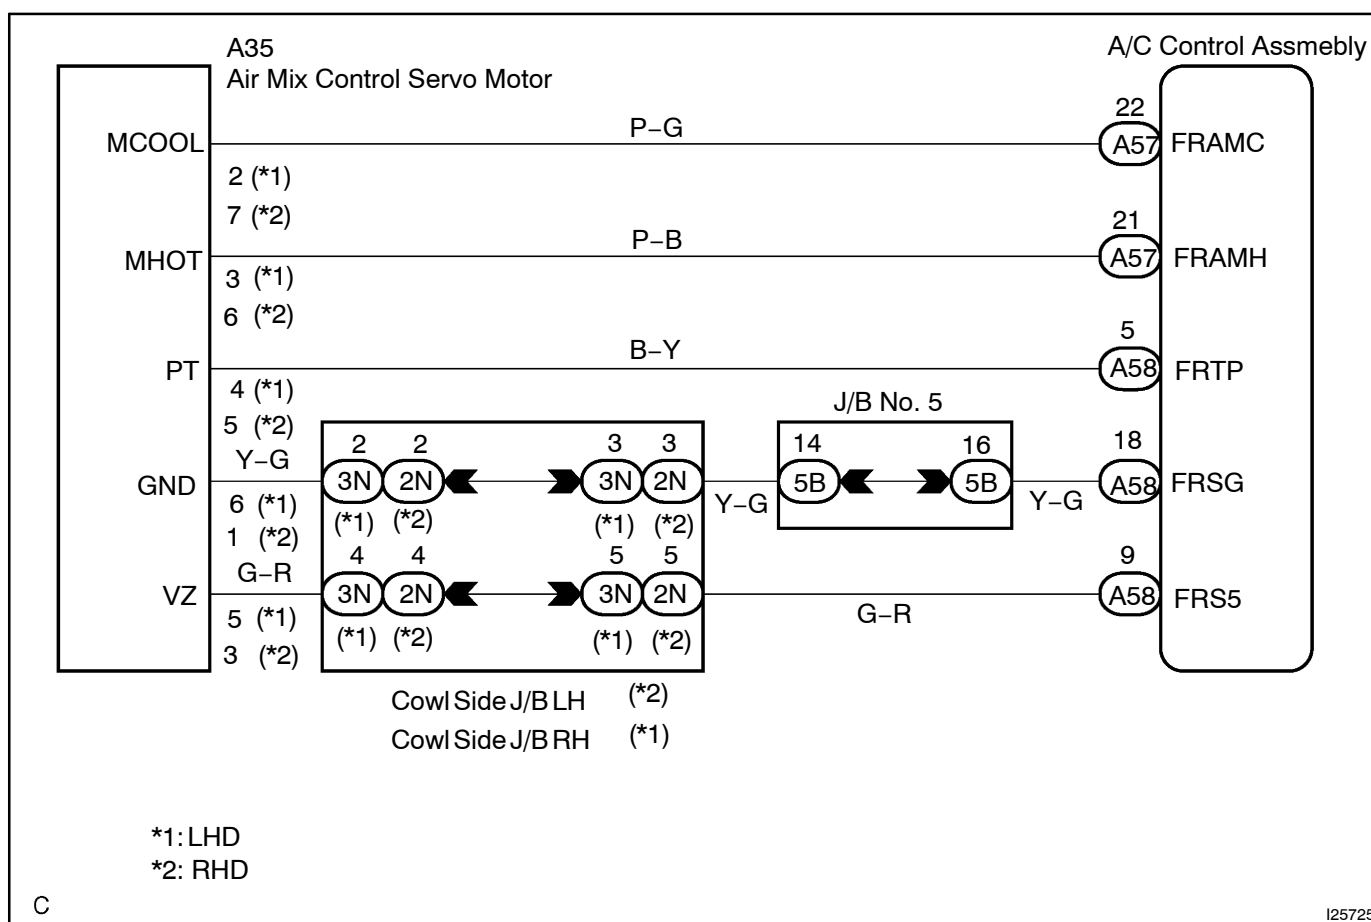 A35
Air Mix Control Servo Motor
A/C Control Assmebly
MCOOL
P–G
22
A57
FRAMC
2 (*1)
7 (*2)
MHOT
P–B
21
A57
FRAMH
3 (*1)
6 (*2)
PT
B–Y
5
A58
FRTP
4 (*1)
5 (*2)
J/B No. 5
Y–G
2 2 3 3
14 16
18
GND
3N 2N 3N 2N
Y–G
5B 5B
Y–G
A58
FRSG
6 (*1)
1 (*2)
(*1) (*2) (*1) (*2)
G–R
4 4 5 5
9
VZ
3N 2N 3N 2N
G–R
A58
FRS5
5 (*1)
3 (*2)
(*1) (*2) (*1) (*2)
Cowl Side J/B LH (*2)
Cowl Side J/B RH (*1)
*1: LHD
*2: RHD
C
I25725